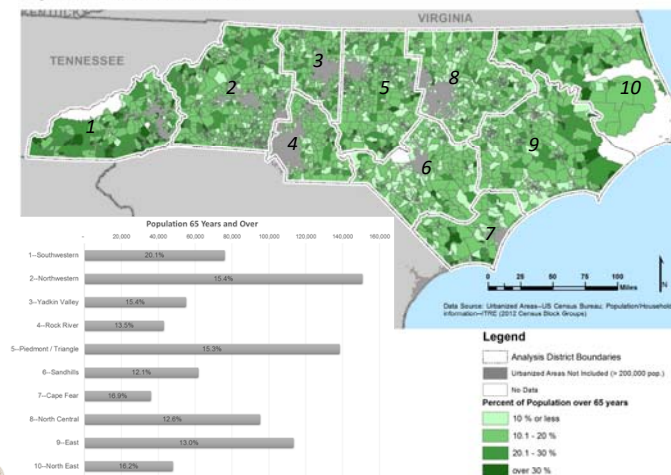 KENTUCKY
VIRGINIA
TENNESSEE
1
2
3
4
5
6
7
8
9
10
Population 65 Years and Over
- 20,000 40,000 60,000 80,000 100,000 120,000 140,000 160,000
1--Southwestern 20.1%
2--Northwestern 15.4%
3--Yadkin Valley 15.4%
4--Rock River 13.5%
5--Piedmont / Triangle 15.3%
6--Sandhills 12.1%
7--Cape Fear 16.9%
8--North Central 12.6%
9--East 13.0%
10--North East 16.2%
0 25 50 75 100
Miles
N
Data Source: Urbanized Areas--US Census Bureau; Population/Household
information--ITRE (2012 Census Block Groups)
Legend
Analysis District Boundaries
Urbanized Areas Not Included (> 200,000 pop.)
No Data
Percent of Population over 65 years
10 % or less
10.1 - 20 %
20.1 - 30 %
over 30 %